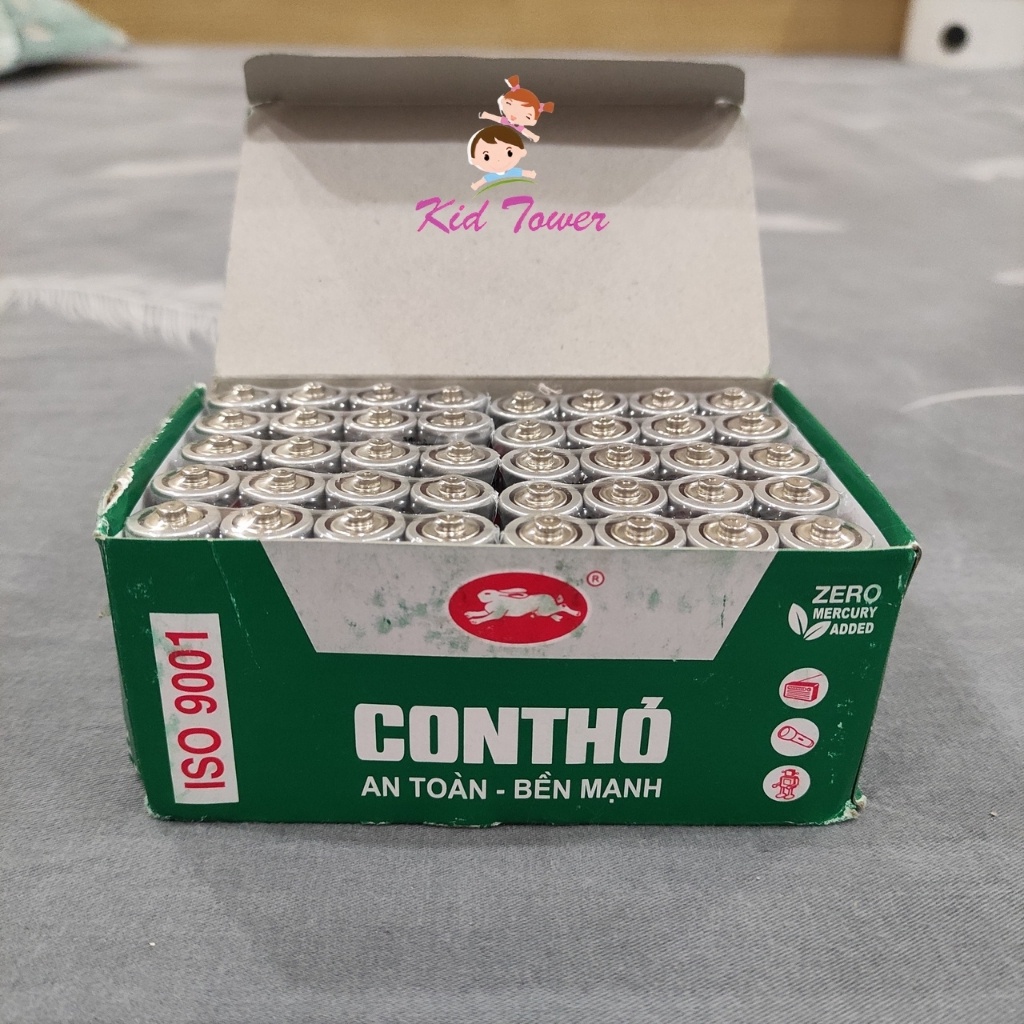 Kid Tower
®
ZERO
MERCURY
ADDED
ISO 9001
CONTHỎ
AN TOÀN - BỀN MẠNH